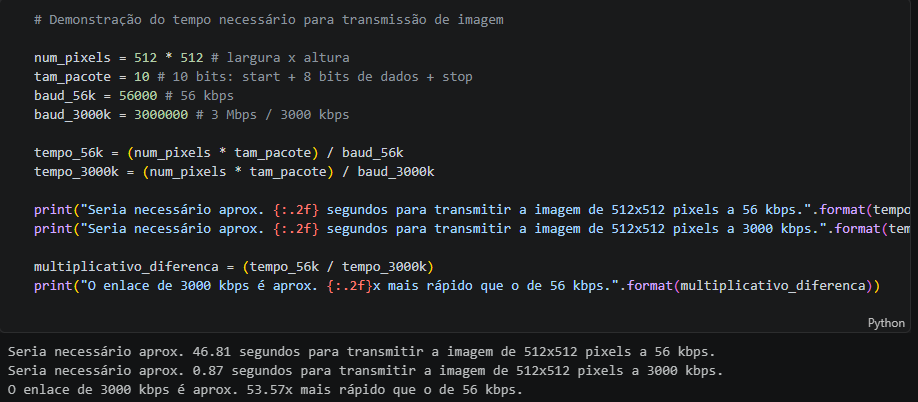 # Demonstração do tempo necessário para transmissão de imagem
num_pixels = 512 * 512 # largura x altura
tam_pacote = 10 # 10 bits: start + 8 bits de dados + stop
baud_56k = 56000 # 56 kbps
baud_3000k = 3000000 # 3 Mbps / 3000 kbps
tempo_56k = (num_pixels * tam_pacote) / baud_56k
tempo_3000k = (num_pixels * tam_pacote) / baud_3000k
print("Seria necessário aprox. {:.2f} segundos para transmitir a imagem de 512x512 pixels a 56 kbps.".format(tempo
print("Seria necessário aprox. {:.2f} segundos para transmitir a imagem de 512x512 pixels a 3000 kbps.".format(tem
multiplicativo_diferenca = (tempo_56k / tempo_3000k)
print("O enlace de 3000 kbps é aprox. {:.2f}x mais rápido que o de 56 kbps.".format(multiplicativo_diferenca))
Python
Seria necessário aprox. 46.81 segundos para transmitir a imagem de 512x512 pixels a 56 kbps.
Seria necessário aprox. 0.87 segundos para transmitir a imagem de 512x512 pixels a 3000 kbps.
O enlace de 3000 kbps é aprox. 53.57x mais rápido que o de 56 kbps.